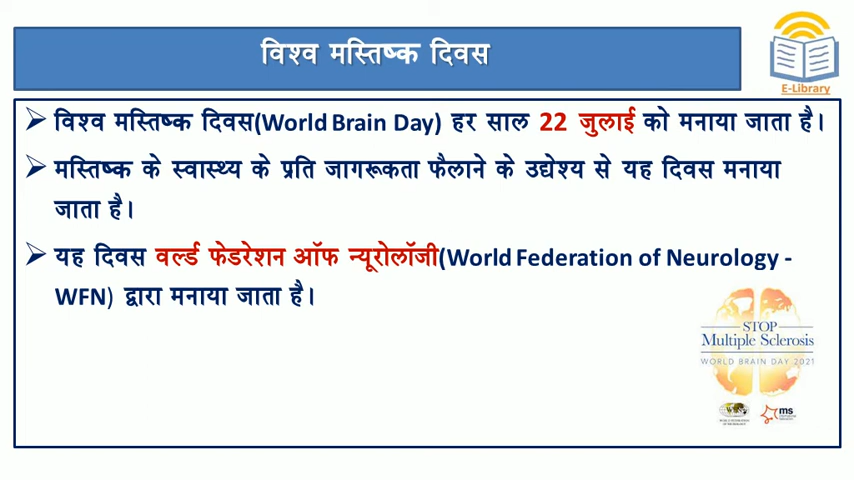 विश्व मस्तिष्क दिवस
E-Library
विश्व मस्तिष्क दिवस(World Brain Day) हर साल 22 जुलाई को मनाया जाता है।
मस्तिष्क के स्वास्थ्य के प्रति जागरूकता फैलाने के उद्येश्य से यह दिवस मनाया
जाता है।
यह दिवस वर्ल्ड फेडरेशन ऑफ न्यूरोलॉजी(World Federation of Neurology -
WFN) द्वारा मनाया जाता है।
STOP
Multiple Sclerosis
WORLD BRAIN DAY 2021
ms